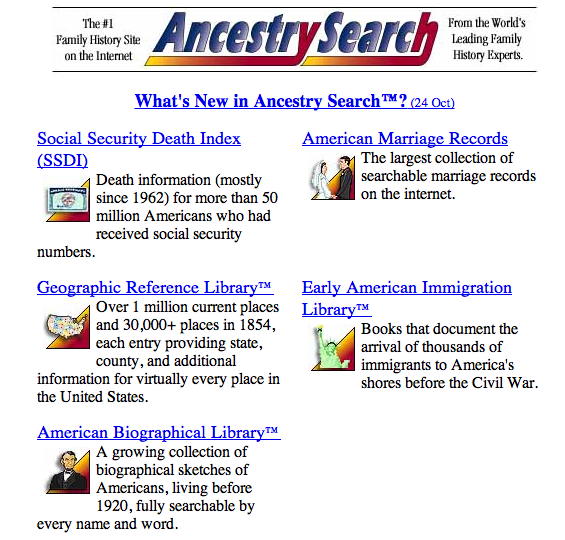 The #1
Family History Site
on the Internet
AncestrySearch
From the World's
Leading Family
History Experts.
What's New in Ancestry Search™? (24 Oct)
Social Security Death Index
(SSDI)
Death information (mostly
since 1962) for more than 50
million Americans who had
received social security
numbers.
American Marriage Records
The largest collection of
searchable marriage records
on the internet.
Geographic Reference Library™
Over 1 million current places
and 30,000+ places in 1854,
each entry providing state,
county, and additional
information for virtually every place in
the United States.
Early American Immigration
Library™
Books that document the
arrival of thousands of
immigrants to America's
shores before the Civil War.
American Biographical Library™
A growing collection of
biographical sketches of
Americans, living before
1920, fully searchable by
every name and word.